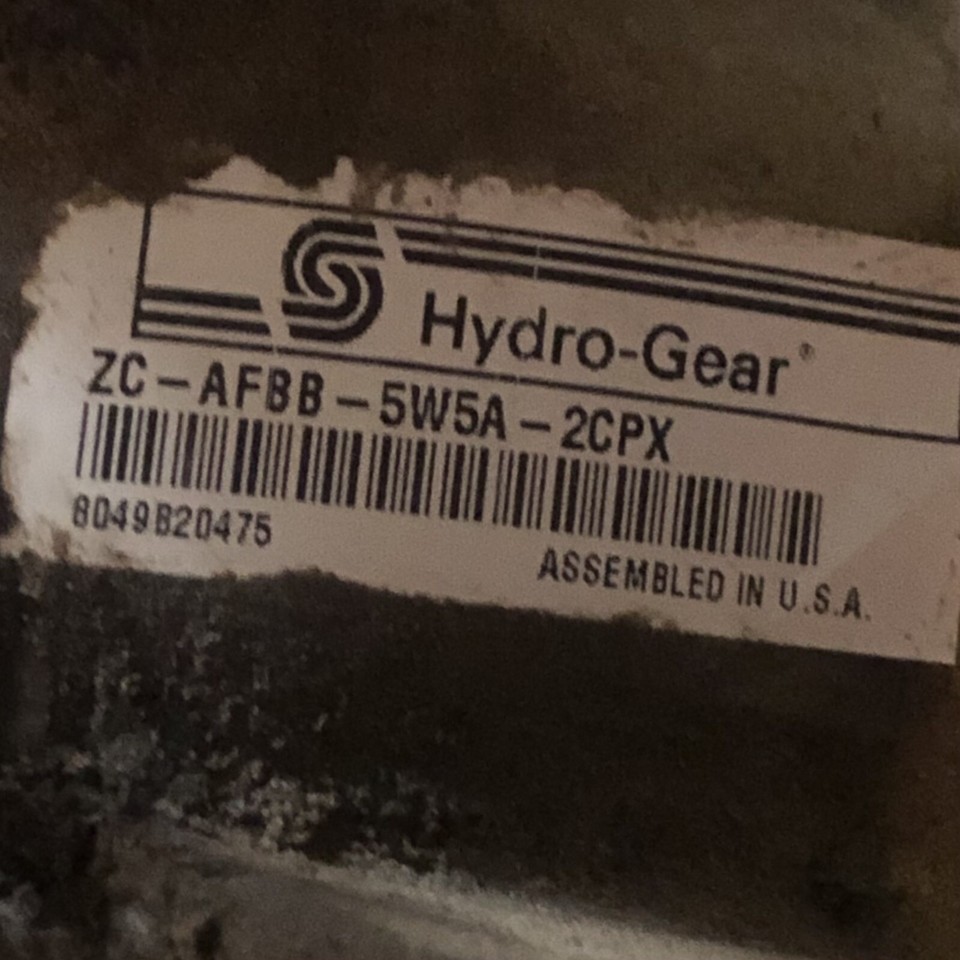 Hydro-Gear®
ZC-AFBB-5W5A-2CPX
8049B20475
ASSEMBLED IN U.S.A.